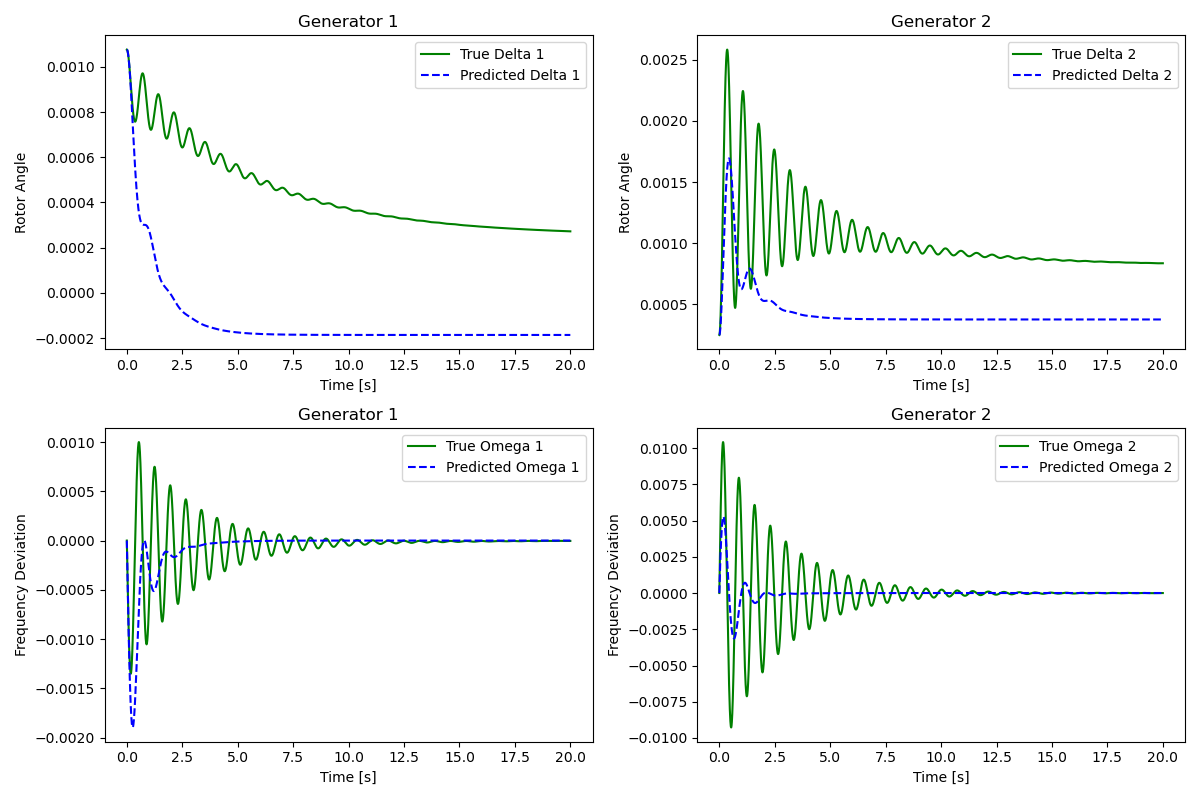 Generator 1
Rotor Angle
0.0010
0.0008
0.0006
0.0004
0.0002
0.0000
−0.0002
True Delta 1
Predicted Delta 1
0.0 2.5 5.0 7.5 10.0 12.5 15.0 17.5 20.0
Time [s]
Generator 2
Rotor Angle
0.0025
0.0020
0.0015
0.0010
0.0005
True Delta 2
Predicted Delta 2
0.0 2.5 5.0 7.5 10.0 12.5 15.0 17.5 20.0
Time [s]
Generator 1
Frequency Deviation
0.0010
0.0005
0.0000
−0.0005
−0.0010
−0.0015
−0.0020
True Omega 1
Predicted Omega 1
0.0 2.5 5.0 7.5 10.0 12.5 15.0 17.5 20.0
Time [s]
Generator 2
Frequency Deviation
0.0100
0.0075
0.0050
0.0025
0.0000
−0.0025
−0.0050
−0.0075
−0.0100
True Omega 2
Predicted Omega 2
0.0 2.5 5.0 7.5 10.0 12.5 15.0 17.5 20.0
Time [s]